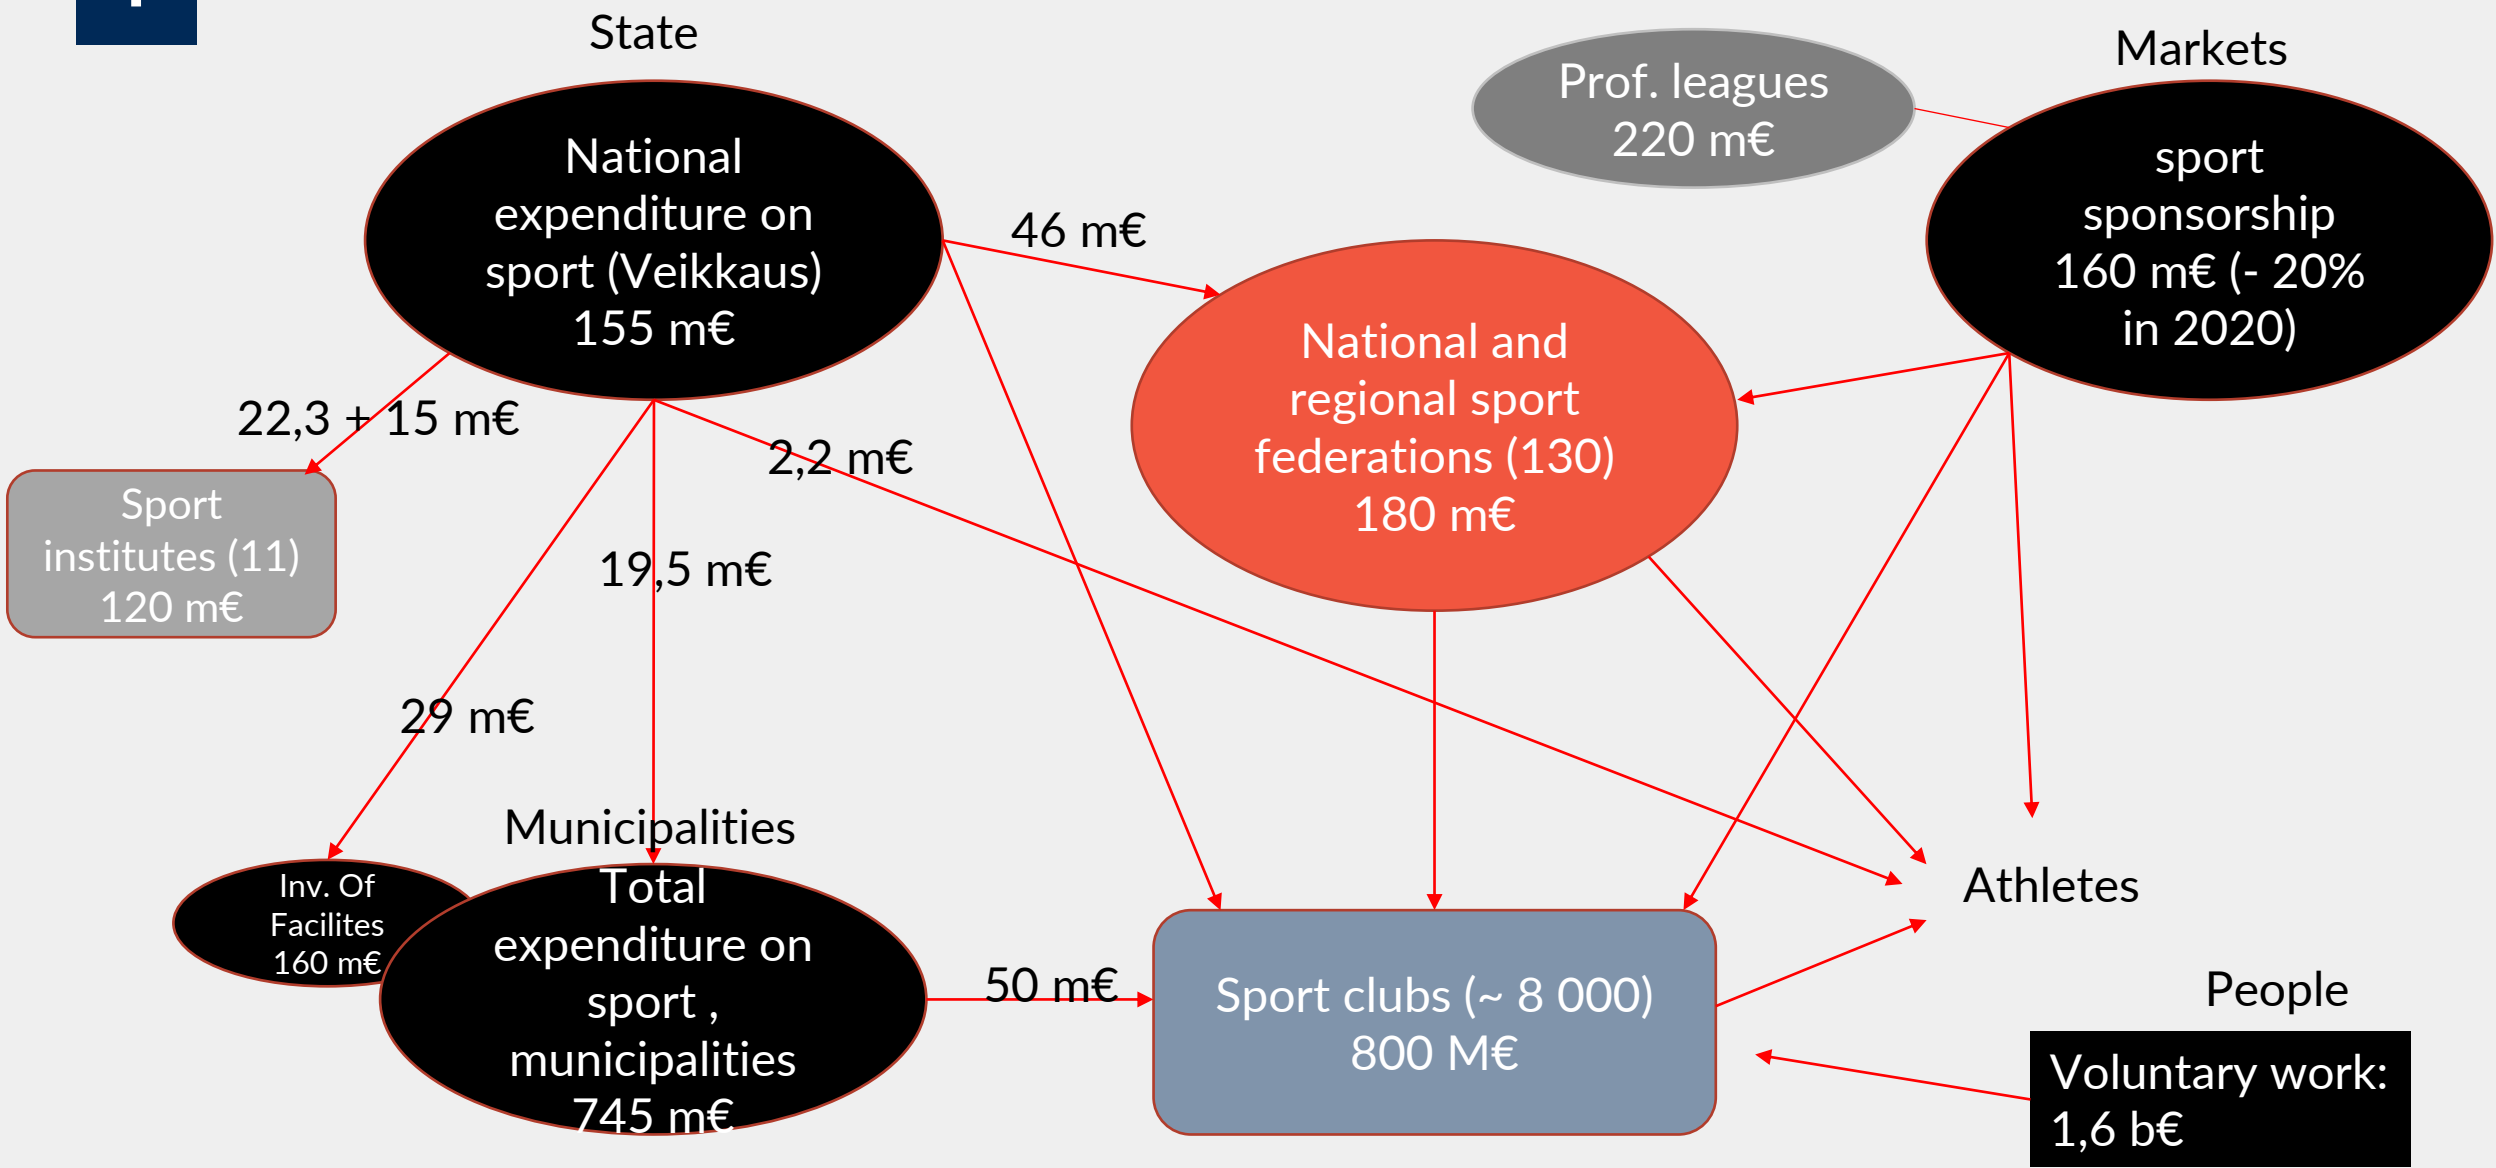 State
National
expenditure on
sport (Veikkaus)
155 m€
Prof. leagues
220 m€
Markets
sport
sponsorship
160 m€ (- 20%
in 2020)
46 m€
National and
regional sport
federations (130)
180 m€
22,3 + 15 m€
2,2 m€
Sport
institutes (11)
120 m€
19,5 m€
29 m€
Municipalities
Inv. Of
Facilites
160 m€
Total
expenditure on
sport ,
municipalities
745 m€
50 m€
Sport clubs (~ 8 000)
800 M€
Athletes
People
Voluntary work:
1,6 b€